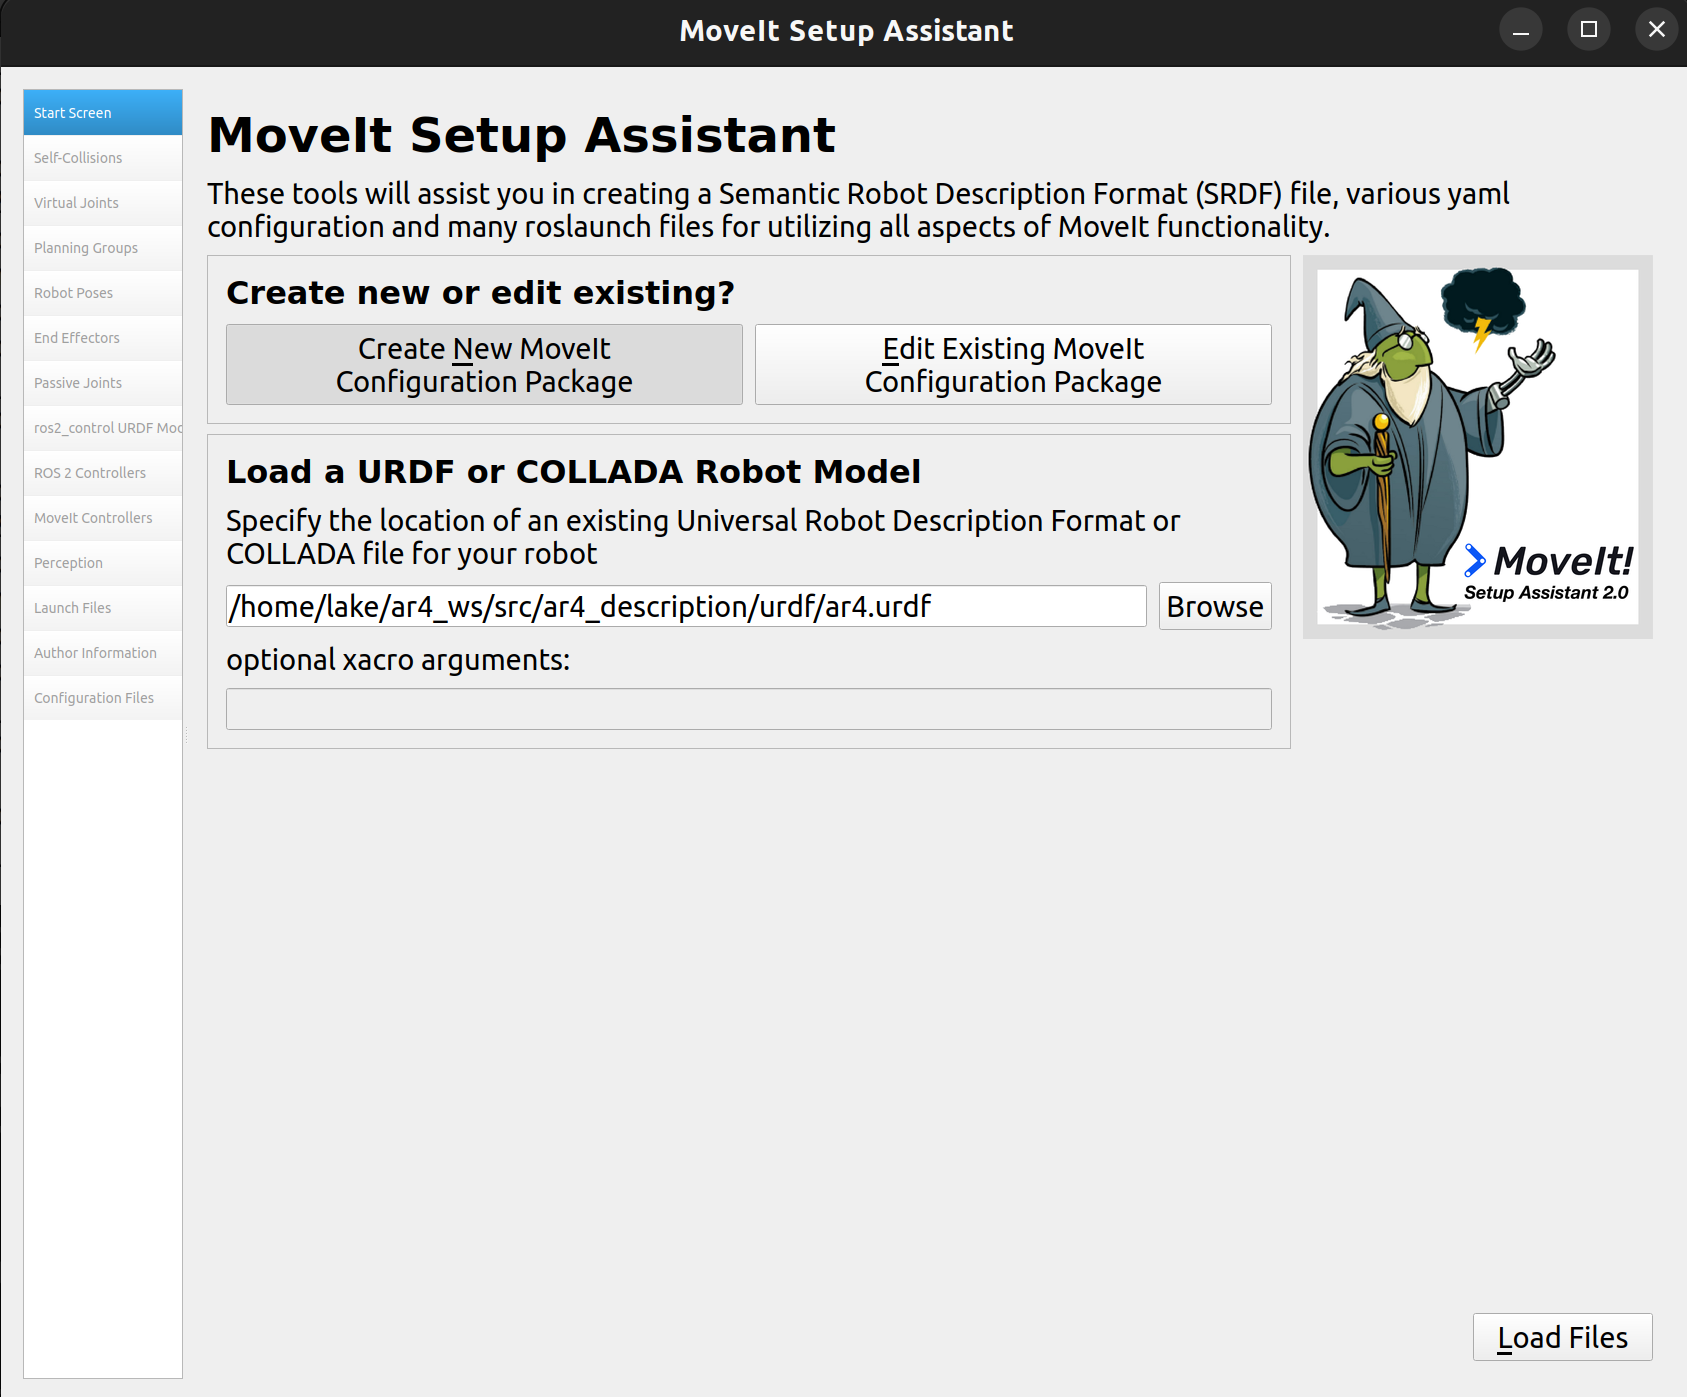 MoveIt Setup Assistant
Start Screen
Self-Collisions
Virtual Joints
Planning Groups
Robot Poses
End Effectors
Passive Joints
ros2_control URDF Moc
ROS 2 Controllers
MoveIt Controllers
Perception
Launch Files
Author Information
Configuration Files
MoveIt Setup Assistant
These tools will assist you in creating a Semantic Robot Description Format (SRDF) file, various yaml
configuration and many roslaunch files for utilizing all aspects of MoveIt functionality.
Create new or edit existing?
Create New MoveIt
Configuration Package
Edit Existing MoveIt
Configuration Package
Load a URDF or COLLADA Robot Model
Specify the location of an existing Universal Robot Description Format or
COLLADA file for your robot
/home/lake/ar4_ws/src/ar4_description/urdf/ar4.urdf
Browse
optional xacro arguments:
MoveIt!
Setup Assistant 2.0
Load Files